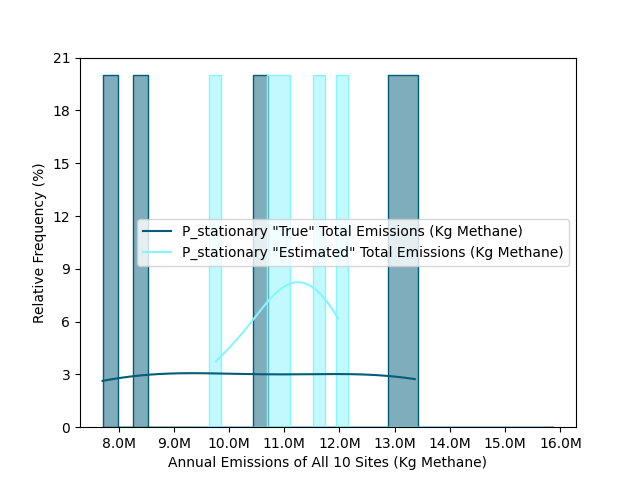 21
18
15
12
9
6
3
0
Relative Frequency (%)
P_stationary "True" Total Emissions (Kg Methane)
P_stationary "Estimated" Total Emissions (Kg Methane)
8.0M 9.0M 10.0M 11.0M 12.0M 13.0M 14.0M 15.0M 16.0M
Annual Emissions of All 10 Sites (Kg Methane)